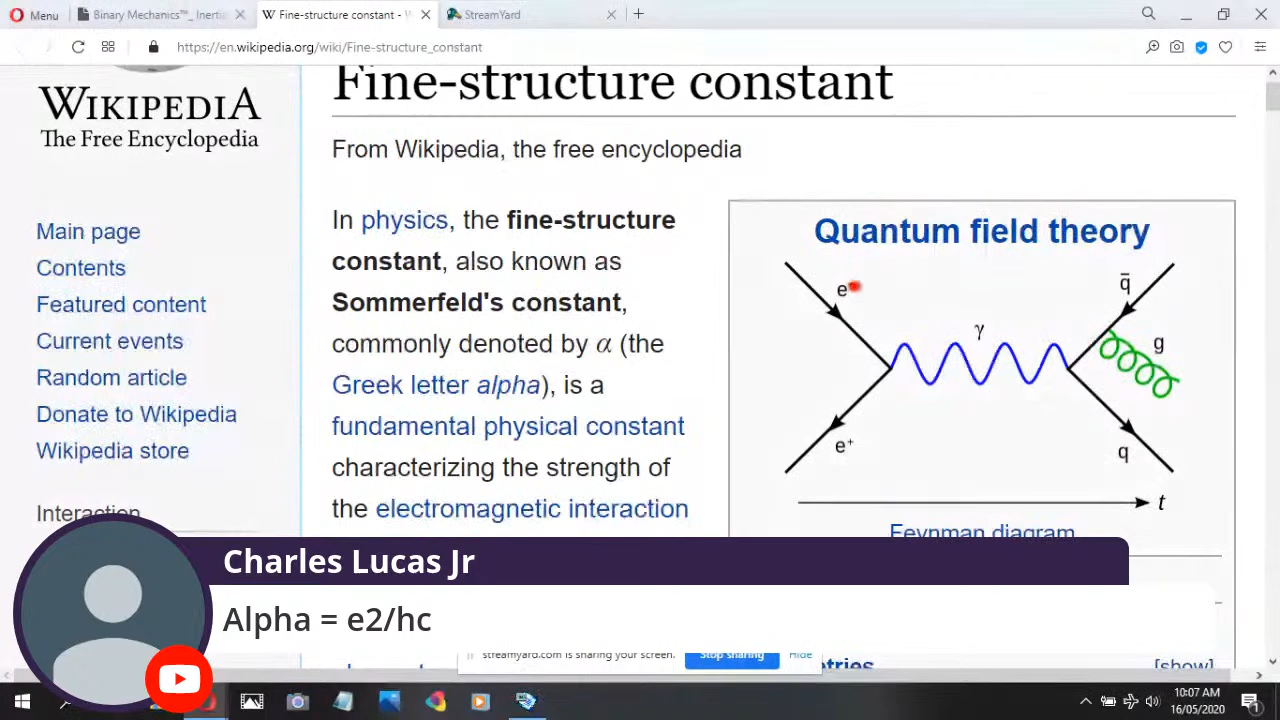 Menu
Binary Mechanics™_ Inertia
W Fine-structure constant -
StreamYard
https://en.wikipedia.org/wiki/Fine-structure_constant
WIKIPEDIA
The Free Encyclopedia
Main page
Contents
Featured content
Current events
Random article
Donate to Wikipedia
Wikipedia store
Interaction
Fine-structure constant
From Wikipedia, the free encyclopedia
In physics, the fine-structure
constant, also known as
Sommerfeld's constant,
commonly denoted by α (the
Greek letter alpha), is a
fundamental physical constant
characterizing the strength of
the electromagnetic interaction
Quantum field theory
e
q̄
γ
g
e⁺
q
t
Feynman diagram
[show]
Charles Lucas Jr
Alpha = e2/hc
streamyard.com is sharing your screen.
Stop sharing
Hide
10:07 AM
16/05/2020
1